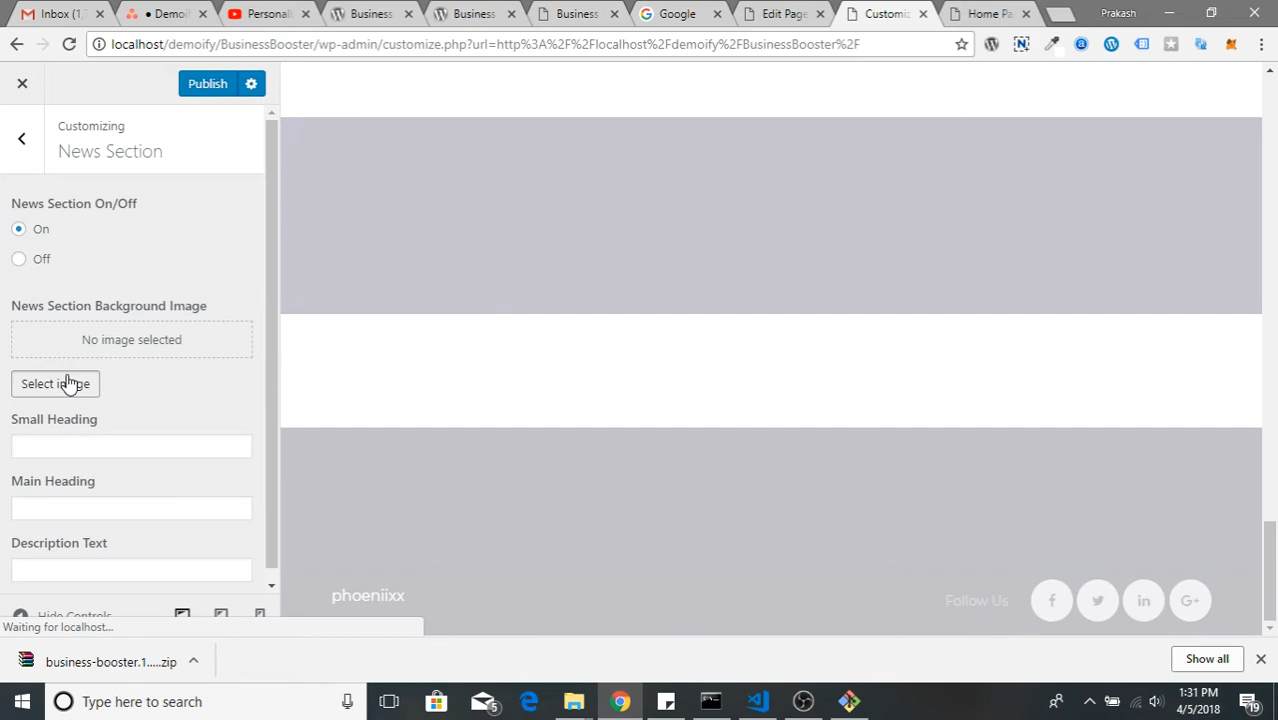 Inbox (1,
Demoif
Personal
Business
Business
Business
Google
Edit Page
Customiz
Home Pa
Prakash
localhost/demoify/BusinessBooster/wp-admin/customize.php?url=http%3A%2F%2Flocalhost%2Fdemoify%2FBusinessBooster%2F
Publish
Customizing
News Section
News Section On/Off
On
Off
News Section Background Image
No image selected
Select image
Small Heading
Main Heading
Description Text
Hide Controls
Waiting for localhost...
phoeniixx
Follow Us
business-booster.1.....zip
Show all
Type here to search
5
1:31 PM
4/5/2018
19